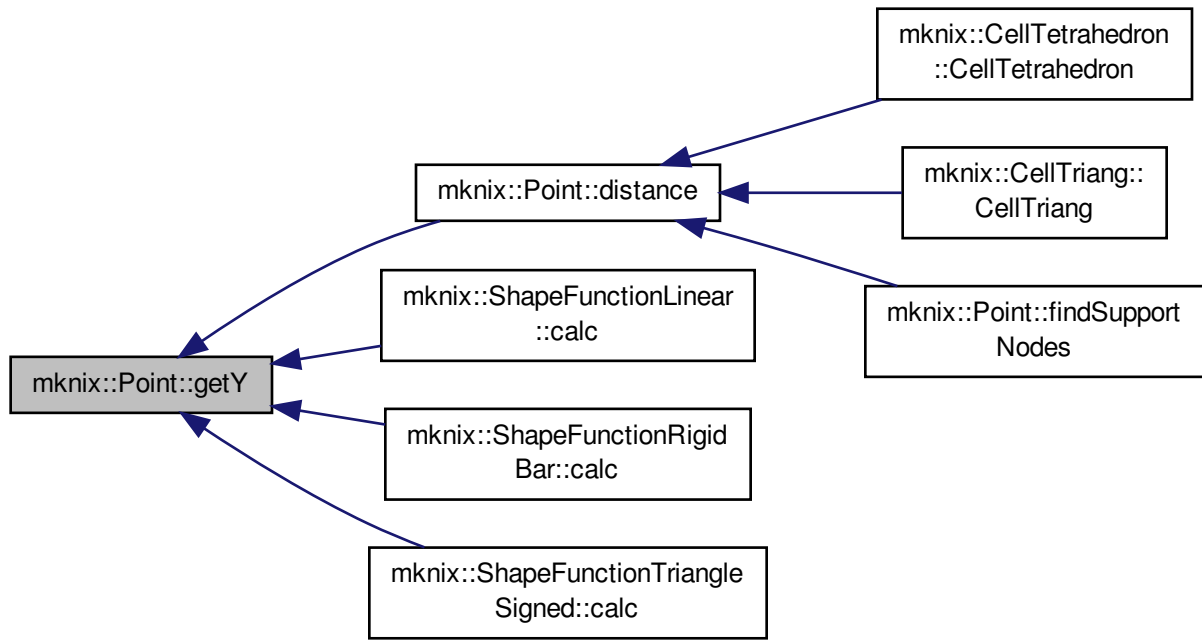 mknix::CellTetrahedron
::CellTetrahedron
mknix::CellTriang::
CellTriang
mknix::Point::distance
mknix::ShapeFunctionLinear
::calc
mknix::Point::findSupport
Nodes
mknix::Point::getY
mknix::ShapeFunctionRigid
Bar::calc
mknix::ShapeFunctionTriangle
Signed::calc